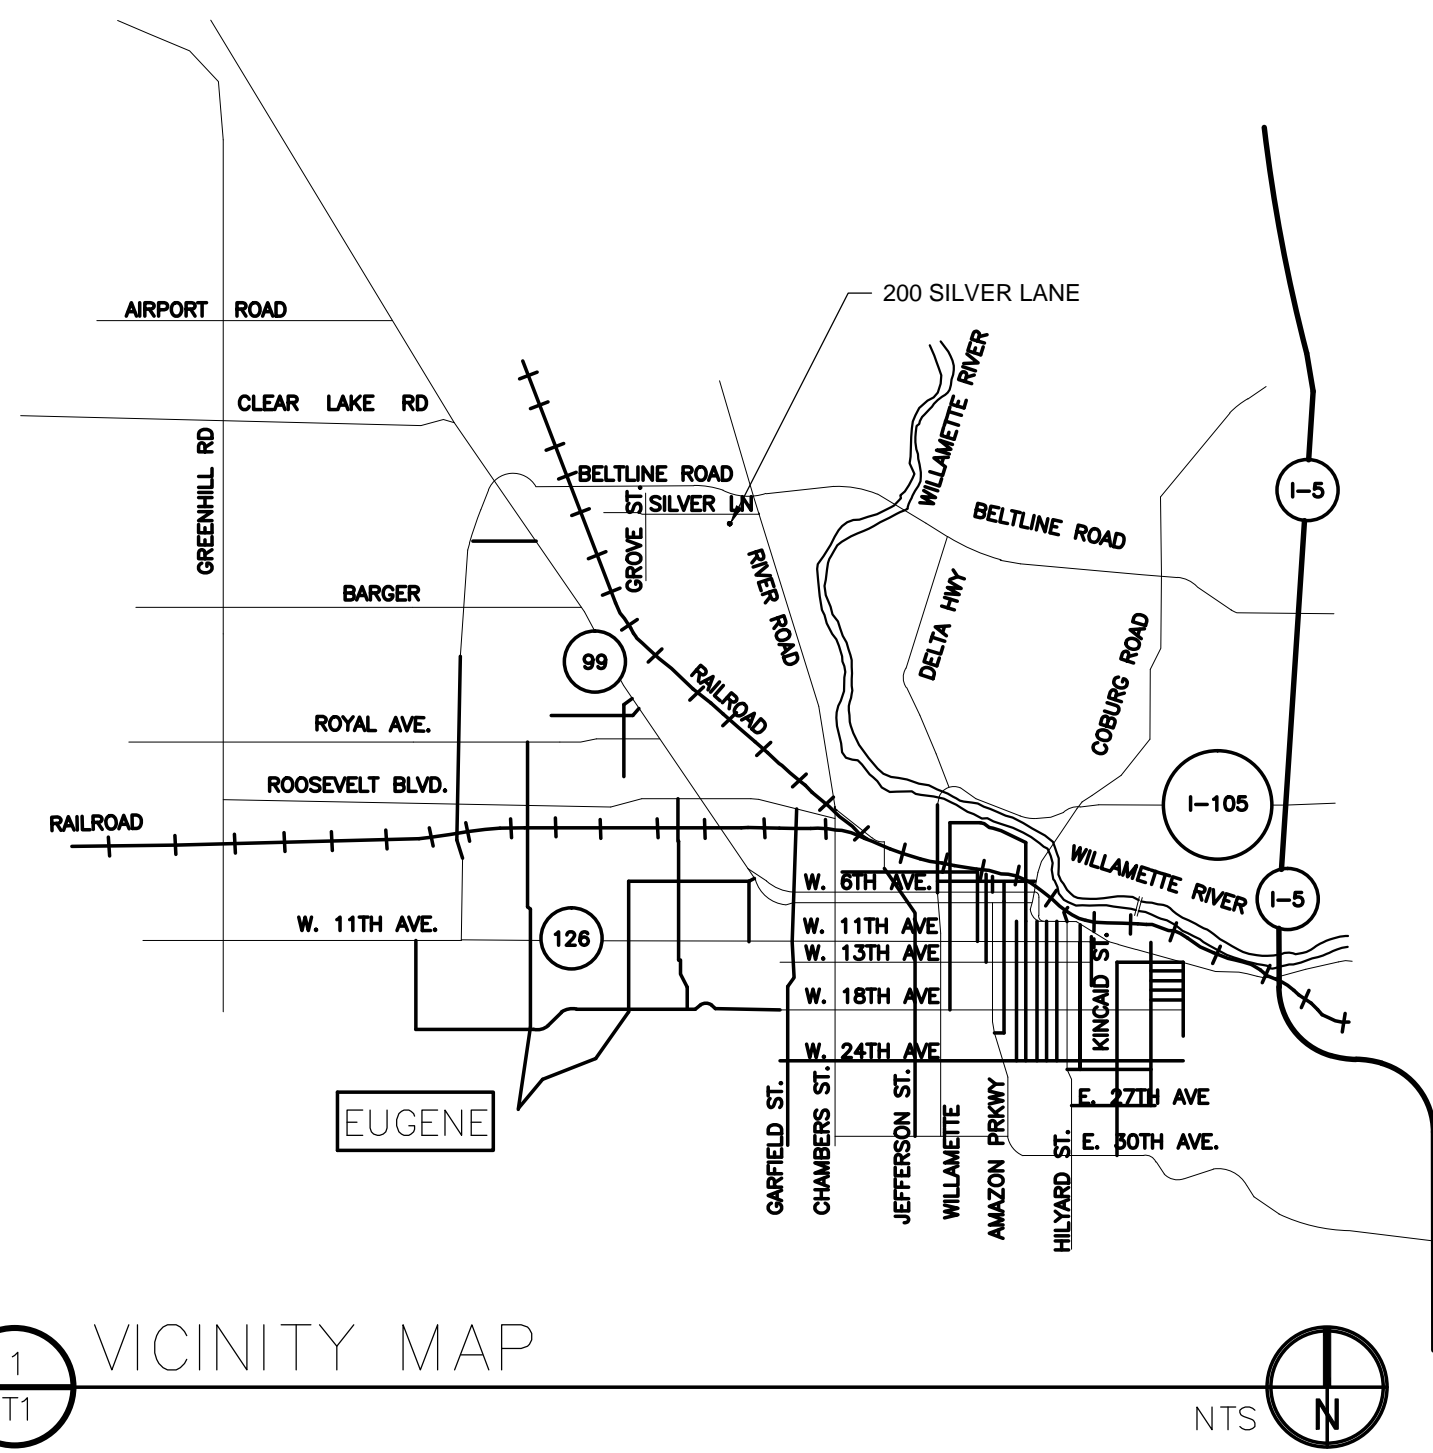 200 SILVER LANE
AIRPORT ROAD
CLEAR LAKE RD
GREENHILL RD
WILLAMETTE RIVER
BELTLINE ROAD
SILVER LN
GROVE ST.
I-5
BELTLINE ROAD
RIVER ROAD
DELTA HWY
BARGER
COBURG ROAD
99
RAILROAD
ROYAL AVE.
ROOSEVELT BLVD.
I-105
RAILROAD
WILLAMETTE RIVER
W. 6TH AVE.
I-5
W. 11TH AVE.
126
W. 11TH AVE
W. 13TH AVE
W. 18TH AVE
KINCAID ST.
W. 24TH AVE
EUGENE
GARFIELD ST.
CHAMBERS ST.
JEFFERSON ST.
WILLAMETTE
AMAZON PRKWY
HILYARD ST.
E. 27TH AVE
E. 30TH AVE.
1
T1
VICINITY MAP
NTS
N